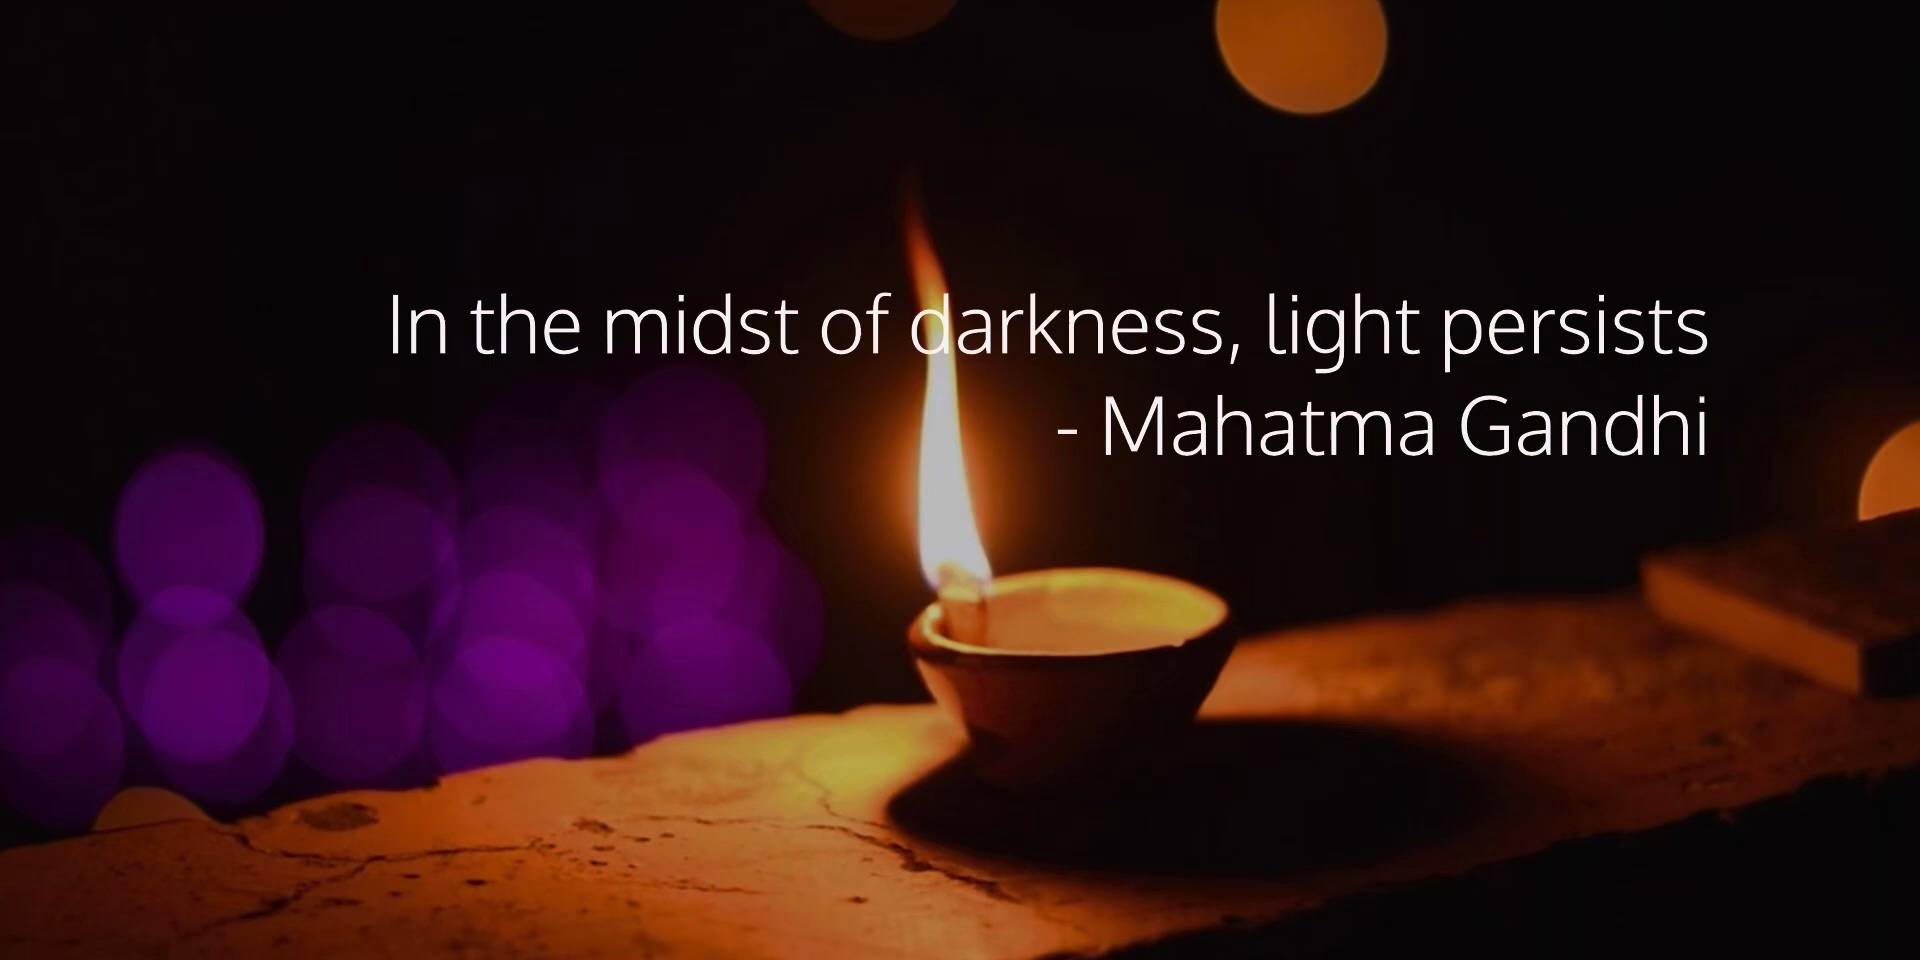 In the midst of darkness, light persists
- Mahatma Gandhi